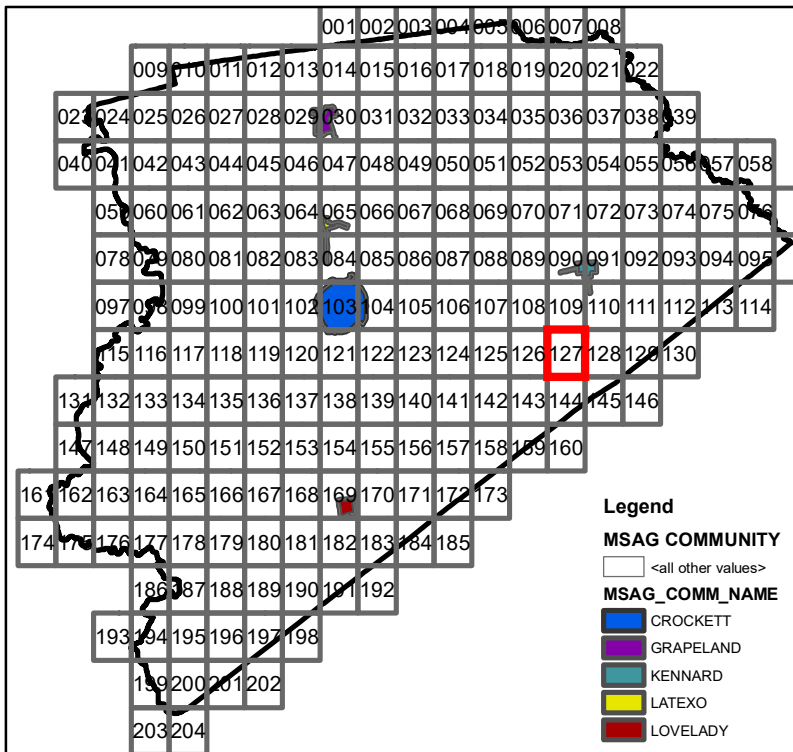 001 002 003 004 005 006 007 008
009 010 011 012 013 014 015 016 017 018 019 020 021 022
023 024 025 026 027 028 029 030 031 032 033 034 035 036 037 038 039
040 041 042 043 044 045 046 047 048 049 050 051 052 053 054 055 056 057 058
059 060 061 062 063 064 065 066 067 068 069 070 071 072 073 074 075 076
078 079 080 081 082 083 084 085 086 087 088 089 090 091 092 093 094 095
097 098 099 100 101 102 103 104 105 106 107 108 109 110 111 112 113 114
115 116 117 118 119 120 121 122 123 124 125 126 127 128 129 130
131 132 133 134 135 136 137 138 139 140 141 142 143 144 145 146
147 148 149 150 151 152 153 154 155 156 157 158 159 160
161 162 163 164 165 166 167 168 169 170 171 172 173
174 175 176 177 178 179 180 181 182 183 184 185
186 187 188 189 190 191 192
193 194 195 196 197 198
199 200 201 202
203 204
Legend
MSAG COMMUNITY
<all other values>
MSAG_COMM_NAME
CROCKETT
GRAPELAND
KENNARD
LATEXO
LOVELADY